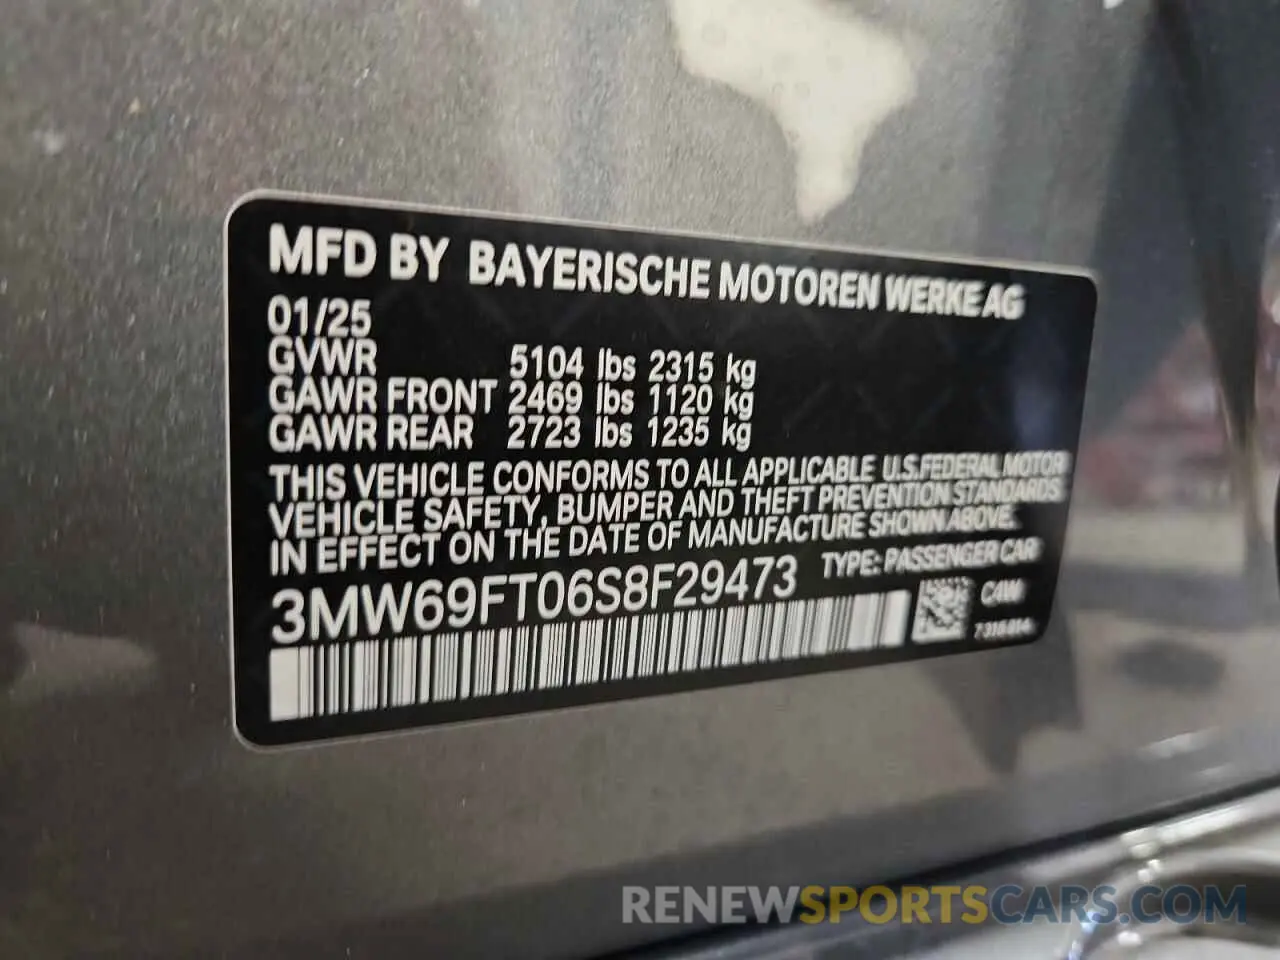 MFD BY BAYERISCHE MOTOREN WERKE AG
01/25
GVWR 5104 lbs 2315 kg
GAWR FRONT 2469 lbs 1120 kg
GAWR REAR 2723 lbs 1235 kg
THIS VEHICLE CONFORMS TO ALL APPLICABLE U.S.FEDERAL MOTOR
VEHICLE SAFETY, BUMPER AND THEFT PREVENTION STANDARDS
IN EFFECT ON THE DATE OF MANUFACTURE SHOWN ABOVE.
3MW69FT06S8F29473 TYPE: PASSENGER CAR
C4W
RENEWSPORTSCARS.COM